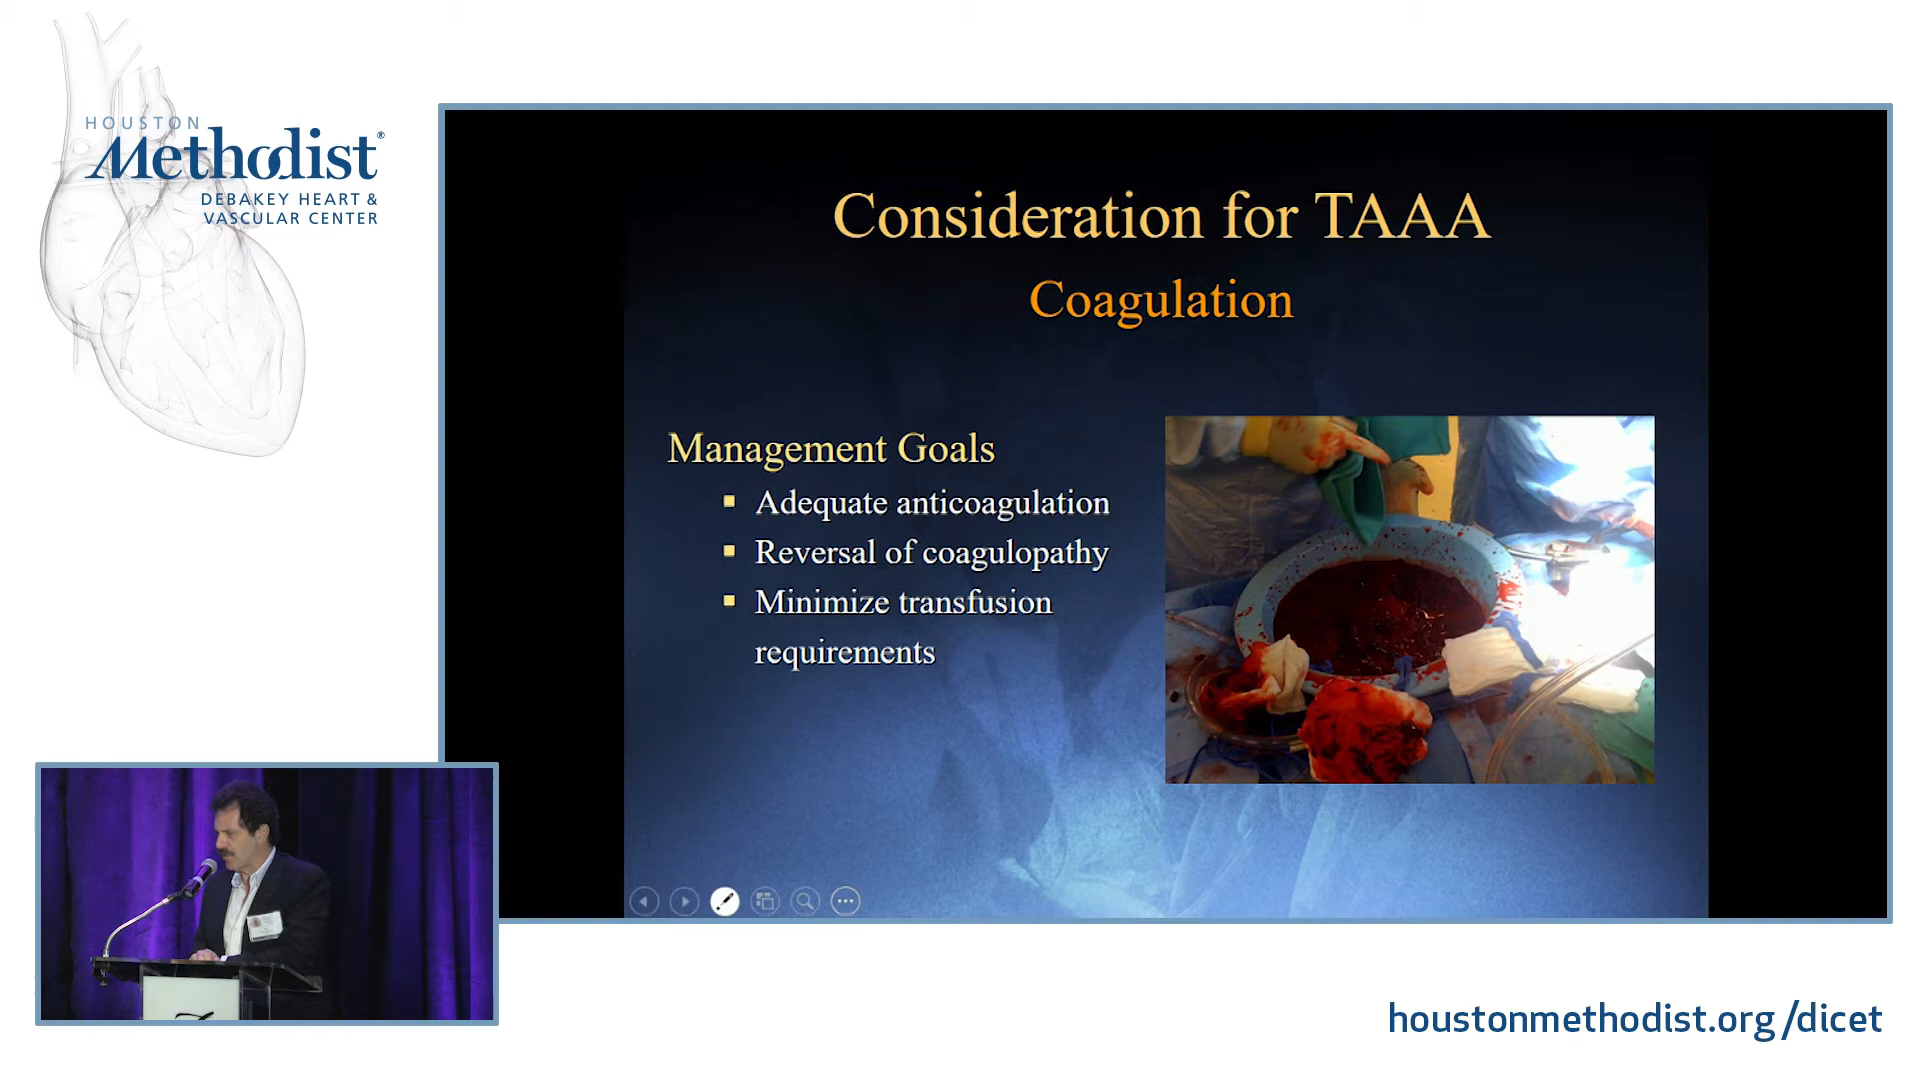 HOUSTON
Methodist®
DEBAKEY HEART &
VASCULAR CENTER
Consideration for TAAA
Coagulation
Management Goals
Adequate anticoagulation
Reversal of coagulopathy
Minimize transfusion
requirements
houstonmethodist.org/dicet